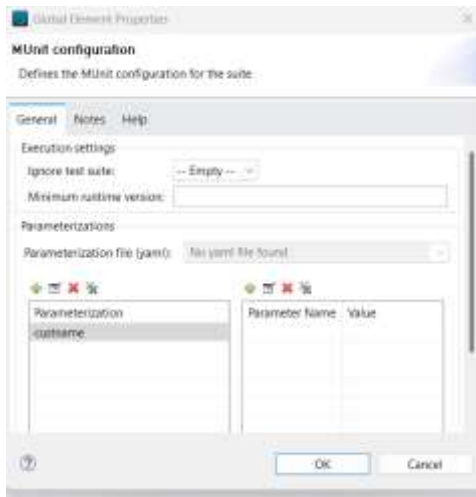 Global Element Properties
MUnit configuration
Defines the MUnit configuration for the suite.
General Notes Help
Execution settings
Ignore test suite: -- Empty --
Minimum runtime version:
Parameterizations
Parameterization file (yaml): No yaml file found
Parameterization
custname
Parameter Name Value
OK Cancel